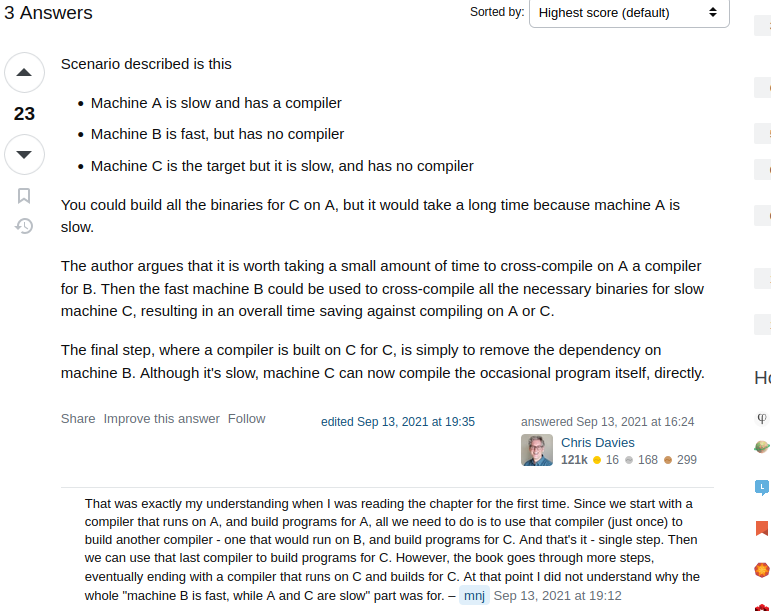 3 Answers
Sorted by:
Highest score (default)
Scenario described is this
23
• Machine A is slow and has a compiler
• Machine B is fast, but has no compiler
• Machine C is the target but it is slow, and has no compiler
You could build all the binaries for C on A, but it would take a long time because machine A is
slow.
The author argues that it is worth taking a small amount of time to cross-compile on A a compiler
for B. Then the fast machine B could be used to cross-compile all the necessary binaries for slow
machine C, resulting in an overall time saving against compiling on A or C.
The final step, where a compiler is built on C for C, is simply to remove the dependency on
machine B. Although it's slow, machine C can now compile the occasional program itself, directly.
Share Improve this answer Follow
edited Sep 13, 2021 at 19:35
answered Sep 13, 2021 at 16:24
Chris Davies
121k 16 168 299
That was exactly my understanding when I was reading the chapter for the first time. Since we start with a
compiler that runs on A, and build programs for A, all we need to do is to use that compiler (just once) to
build another compiler - one that would run on B, and build programs for C. And that's it - single step. Then
we can use that last compiler to build programs for C. However, the book goes through more steps,
eventually ending with a compiler that runs on C and builds for C. At that point I did not understand why the
whole "machine B is fast, while A and C are slow" part was for. – mnj Sep 13, 2021 at 19:12